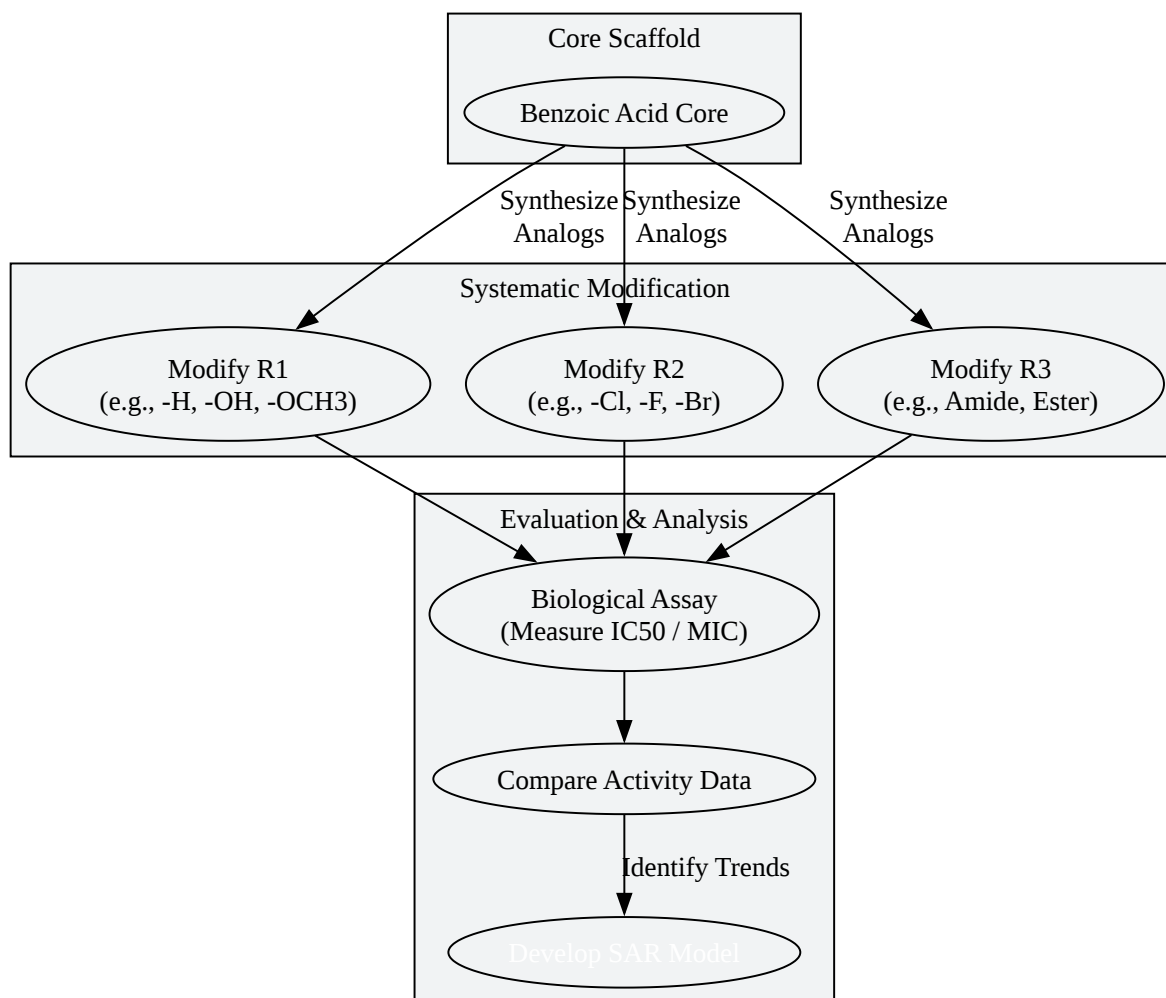 Core Scaffold
Benzoic Acid Core
Synthesize
Analogs
Synthesize
Analogs
Synthesize
Analogs
Systematic Modification
Modify R1
(e.g., -H, -OH, -OCH3)
Modify R2
(e.g., -Cl, -F, -Br)
Modify R3
(e.g., Amide, Ester)
Evaluation & Analysis
Biological Assay
(Measure IC50 / MIC)
Compare Activity Data
Identify Trends
Develop SAR Model